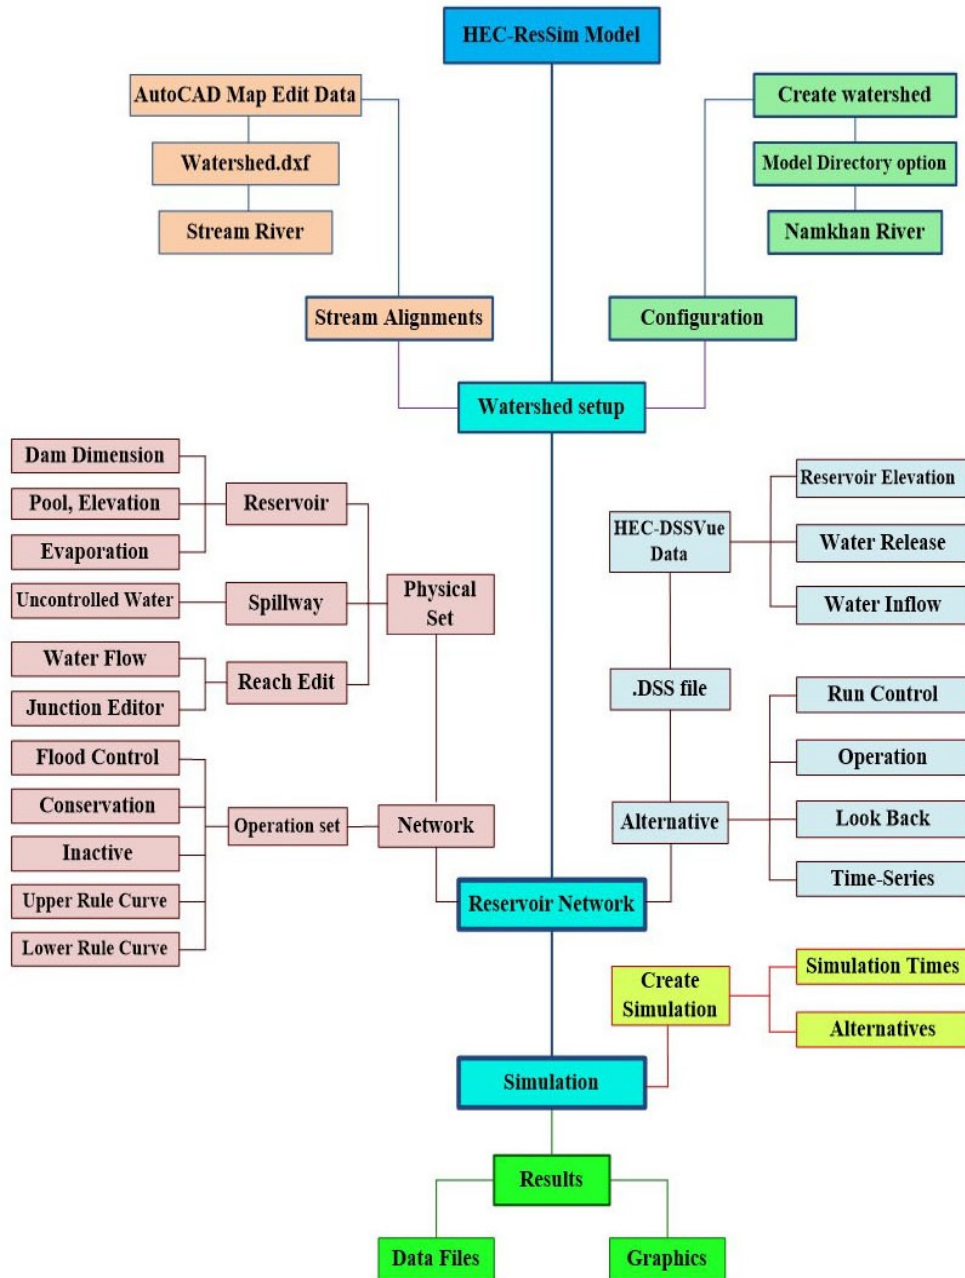 HEC-ResSim Model
AutoCAD Map Edit Data
Watershed.dxf
Stream River
Stream Alignments
Create watershed
Model Directory option
Namkhan River
Configuration
Watershed setup
Dam Dimension
Pool, Elevation
Evaporation
Uncontrolled Water
Water Flow
Junction Editor
Reservoir
Spillway
Reach Edit
Physical
Set
Flood Control
Conservation
Inactive
Upper Rule Curve
Lower Rule Curve
Operation set
Network
HEC-DSSVue
Data
Reservoir Elevation
Water Release
Water Inflow
.DSS file
Alternative
Run Control
Operation
Look Back
Time-Series
Reservoir Network
Create
Simulation
Simulation Times
Alternatives
Simulation
Results
Data Files
Graphics